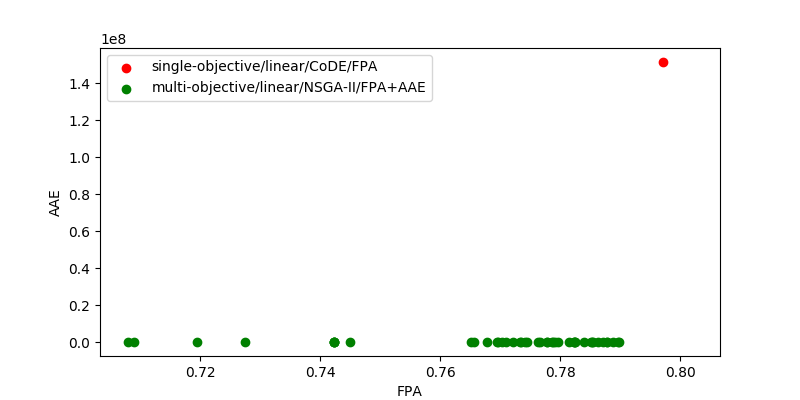 1e8
single-objective/linear/CoDE/FPA
multi-objective/linear/NSGA-II/FPA+AAE
1.4
1.2
1.0
0.8
0.6
0.4
0.2
0.0
AAE
0.72 0.74 0.76 0.78 0.80
FPA